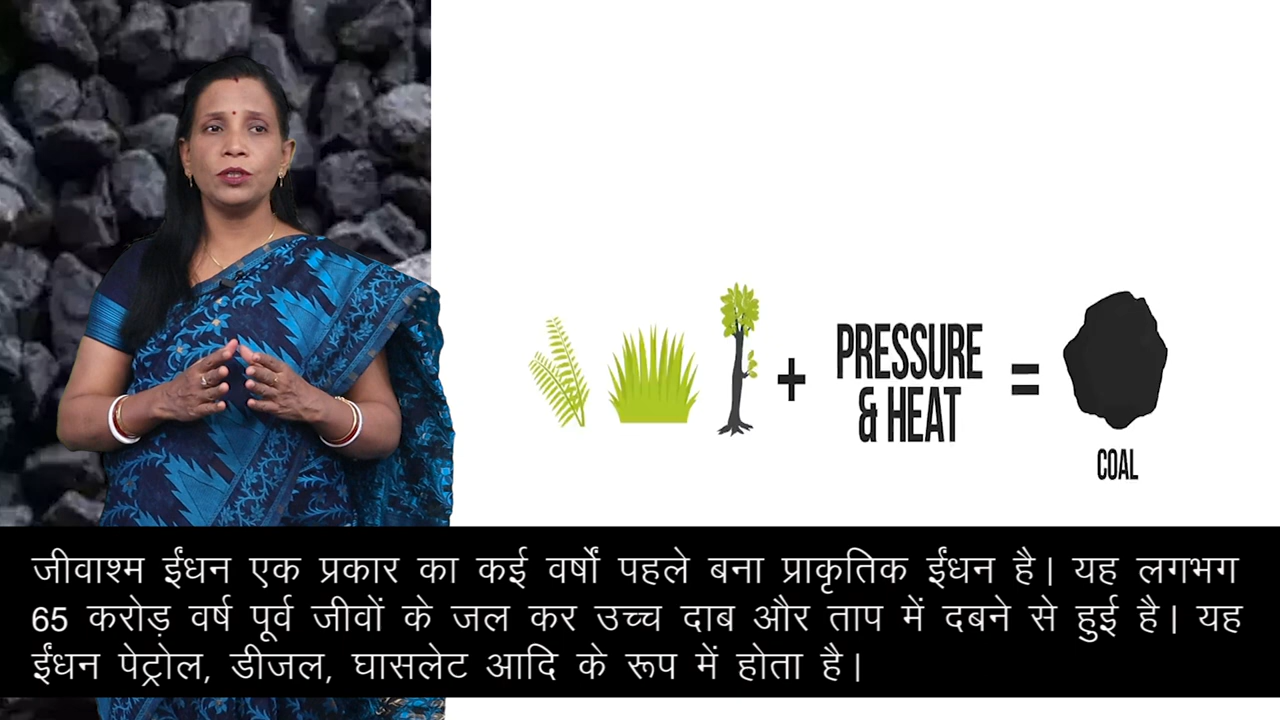 + PRESSURE =
& HEAT
COAL
जीवाश्म ईंधन एक प्रकार का कई वर्षों पहले बना प्राकृतिक ईंधन है। यह लगभग
65 करोड़ वर्ष पूर्व जीवों के जल कर उच्च दाब और ताप में दबने से हुई है। यह
ईंधन पेट्रोल, डीजल, घासलेट आदि के रूप में होता है।